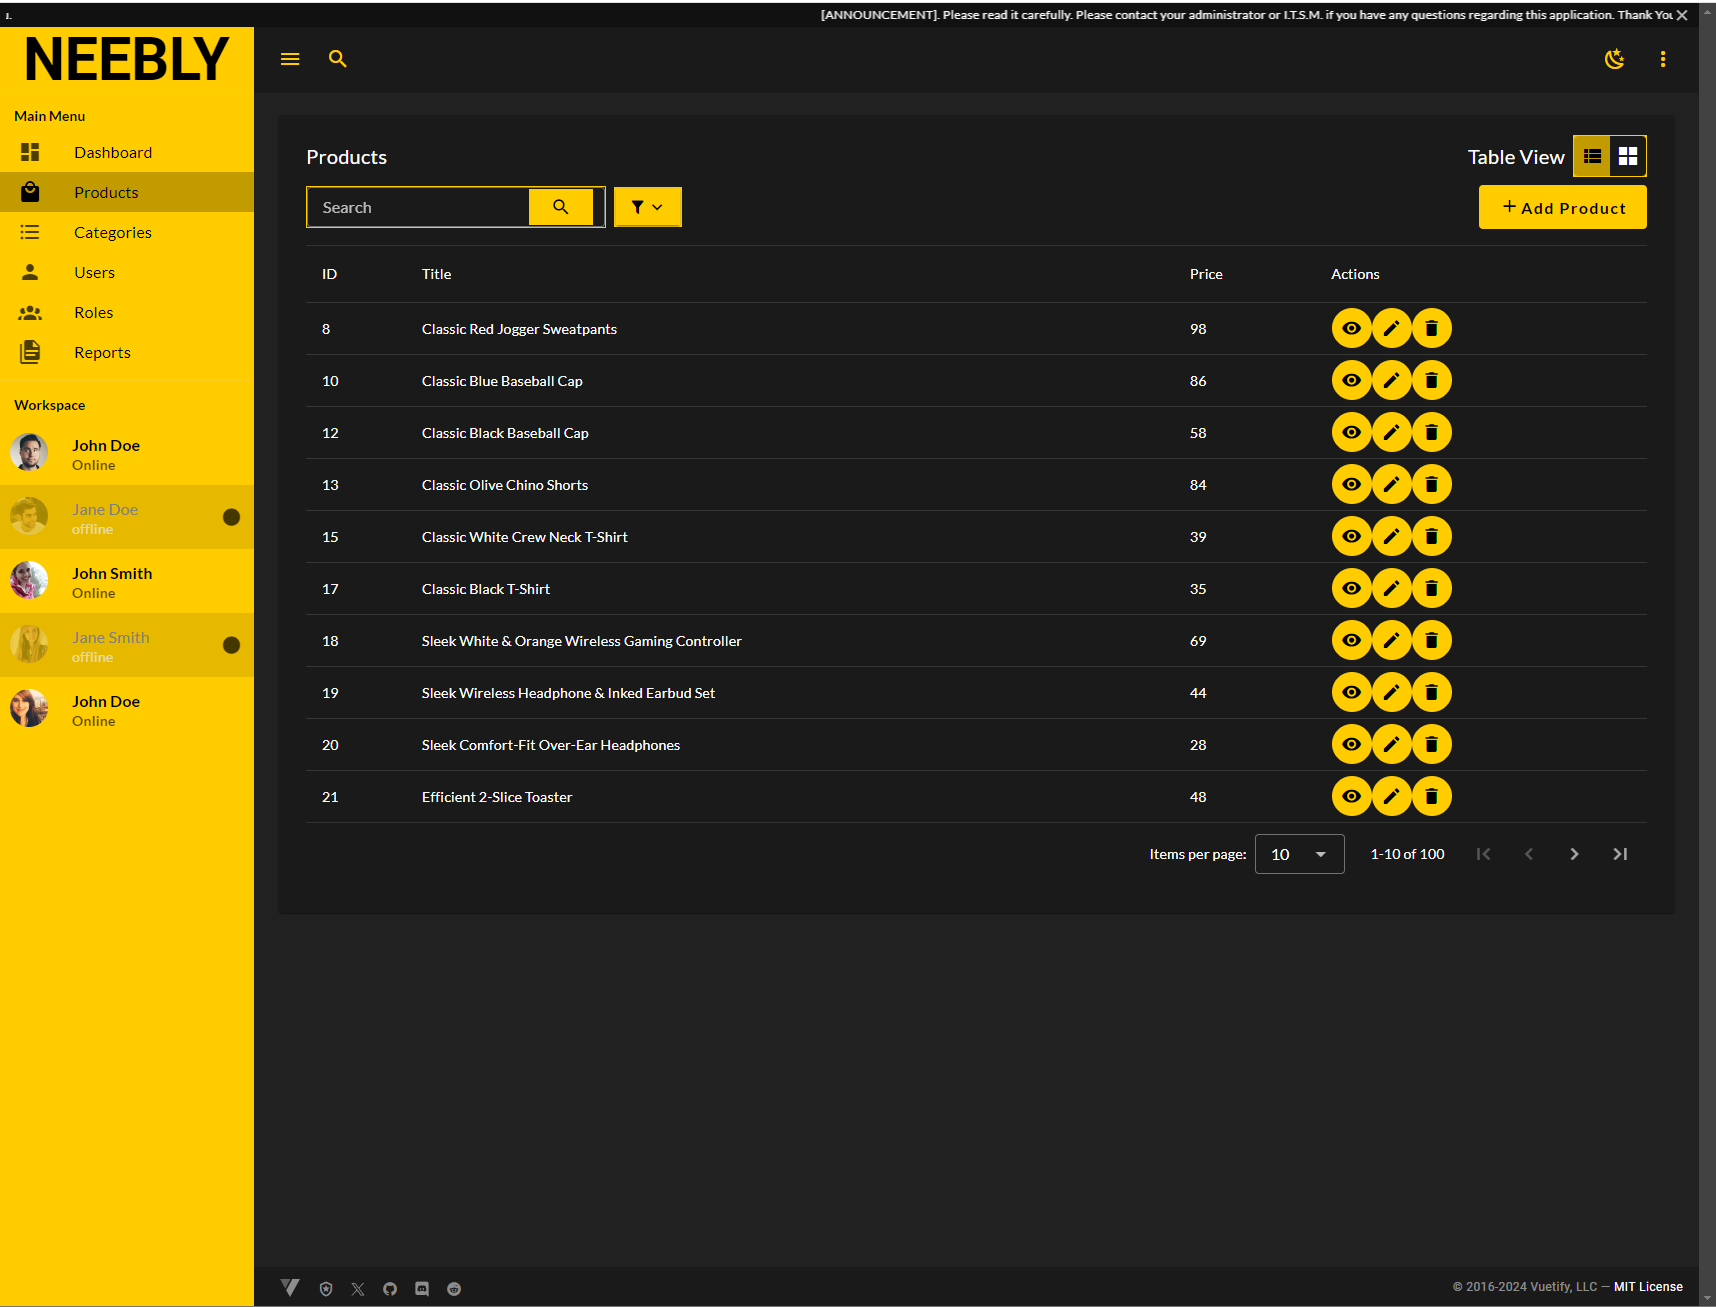 [ANNOUNCEMENT]. Please read it carefully. Please contact your administrator or I.T.S.M. if you have any questions regarding this application. Thank You
NEEBLY
Main Menu
Dashboard
Products
Categories
Users
Roles
Reports
Workspace
John Doe
Online
Jane Doe
offline
John Smith
Online
Jane Smith
offline
John Doe
Online
Products
Table View
Search
+ Add Product
ID Title Price Actions
8 Classic Red Jogger Sweatpants 98
10 Classic Blue Baseball Cap 86
12 Classic Black Baseball Cap 58
13 Classic Olive Chino Shorts 84
15 Classic White Crew Neck T-Shirt 39
17 Classic Black T-Shirt 35
18 Sleek White & Orange Wireless Gaming Controller 69
19 Sleek Wireless Headphone & Inked Earbud Set 44
20 Sleek Comfort-Fit Over-Ear Headphones 28
21 Efficient 2-Slice Toaster 48
Items per page: 10 1-10 of 100
© 2016-2024 Vuetify, LLC — MIT License